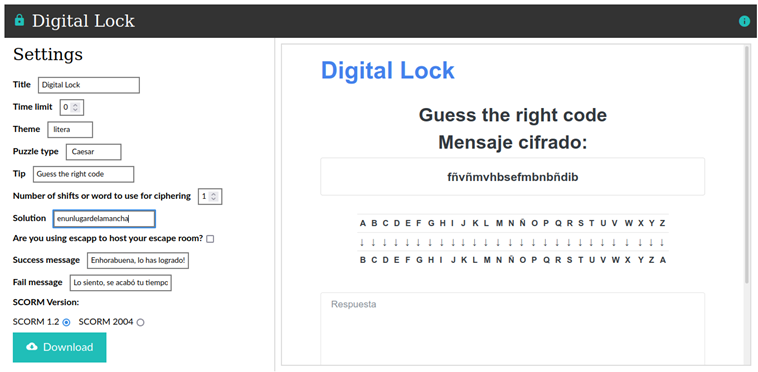 Digital Lock
Settings
Title Digital Lock
Time limit 0
Theme litera
Puzzle type Caesar
Tip Guess the right code
Number of shifts or word to use for ciphering 1
Solution enunlugardelamancha
Are you using escapp to host your escape room?
Success message Enhorabuena, lo has logrado!
Fail message Lo siento, se acabó tu tiempo
SCORM Version:
SCORM 1.2 SCORM 2004
Download
Digital Lock
Guess the right code
Mensaje cifrado:
fñvñmvhbsefmbnbñdib
A B C D E F G H I J K L M N Ñ O P Q R S T U V W X Y Z
↓ ↓ ↓ ↓ ↓ ↓ ↓ ↓ ↓ ↓ ↓ ↓ ↓ ↓ ↓ ↓ ↓ ↓ ↓ ↓ ↓ ↓ ↓ ↓ ↓ ↓ ↓
B C D E F G H I J K L M N Ñ O P Q R S T U V W X Y Z A
Respuesta